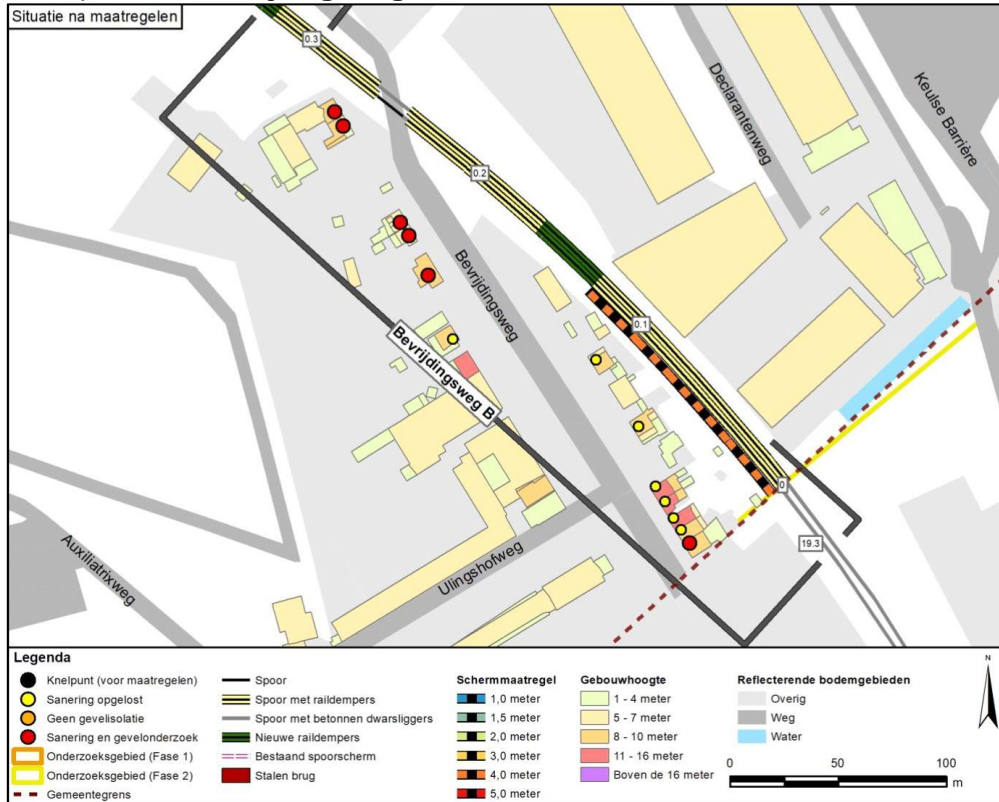 Situatie na maatregelen
0.3
0.2
0.1
0
19.3
Declarantenweg
Keulse Barrière
Bevrijdingsweg
Bevrijdingsweg B
Ulingshofweg
Auxiliatrixweg
Legenda
Knelpunt (voor maatregelen)
Sanering opgelost
Geen gevelisolatie
Sanering en gevelonderzoek
Onderzoeksgebied (Fase 1)
Onderzoeksgebied (Fase 2)
Gemeentegrens
Spoor
Spoor met raildempers
Spoor met betonnen dwarsliggers
Nieuwe raildempers
Bestaand spoorscherm
Stalen brug
Schermmaatregel
1,0 meter
1,5 meter
2,0 meter
3,0 meter
4,0 meter
5,0 meter
Gebouwhoogte
1 - 4 meter
5 - 7 meter
8 - 10 meter
11 - 16 meter
Boven de 16 meter
Reflecterende bodemgebieden
Overig
Weg
Water
N
0 50 100
m